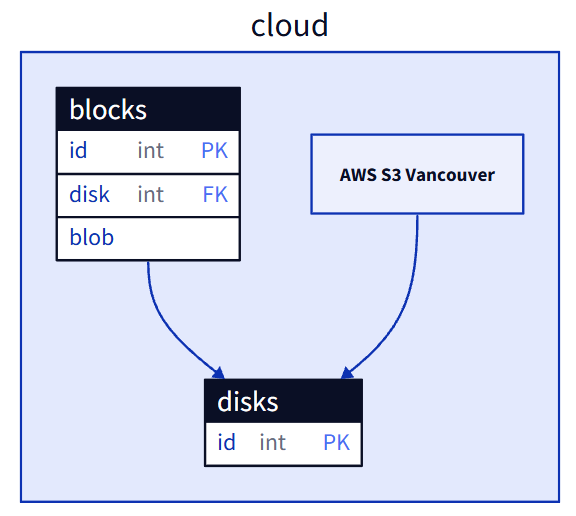 cloud
blocks
id int PK
disk int FK
blob
AWS S3 Vancouver
disks
id int PK